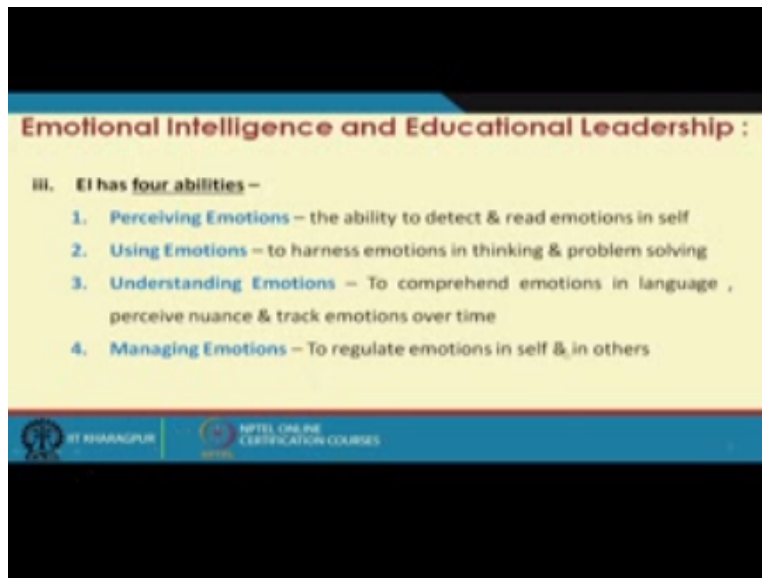 Emotional Intelligence and Educational Leadership :
iii. EI has four abilities –
1. Perceiving Emotions – the ability to detect & read emotions in self
2. Using Emotions – to harness emotions in thinking & problem solving
3. Understanding Emotions – To comprehend emotions in language ,
perceive nuance & track emotions over time
4. Managing Emotions – To regulate emotions in self & in others
IIT KHARAGPUR
NPTEL
NPTEL ONLINE
CERTIFICATION COURSES